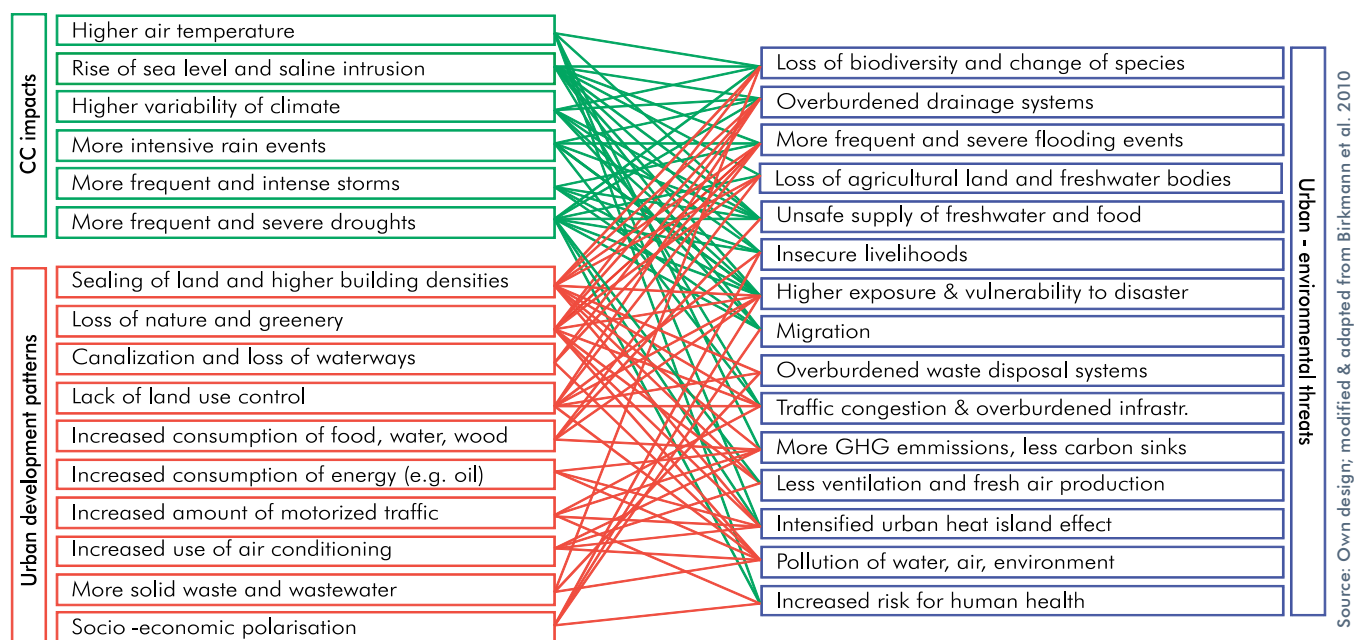 CC impacts
Higher air temperature
Rise of sea level and saline intrusion
Higher variability of climate
More intensive rain events
More frequent and intense storms
More frequent and severe droughts
Urban development patterns
Sealing of land and higher building densities
Loss of nature and greenery
Canalization and loss of waterways
Lack of land use control
Increased consumption of food, water, wood
Increased consumption of energy (e.g. oil)
Increased amount of motorized traffic
Increased use of air conditioning
More solid waste and wastewater
Socio -economic polarisation
Loss of biodiversity and change of species
Overburdened drainage systems
More frequent and severe flooding events
Loss of agricultural land and freshwater bodies
Unsafe supply of freshwater and food
Insecure livelihoods
Higher exposure & vulnerability to disaster
Migration
Overburdened waste disposal systems
Traffic congestion & overburdened infrastr.
More GHG emmissions, less carbon sinks
Less ventilation and fresh air production
Intensified urban heat island effect
Pollution of water, air, environment
Increased risk for human health
Urban - environmental threats
Source: Own design; modified & adapted from Birkmann et al. 2010